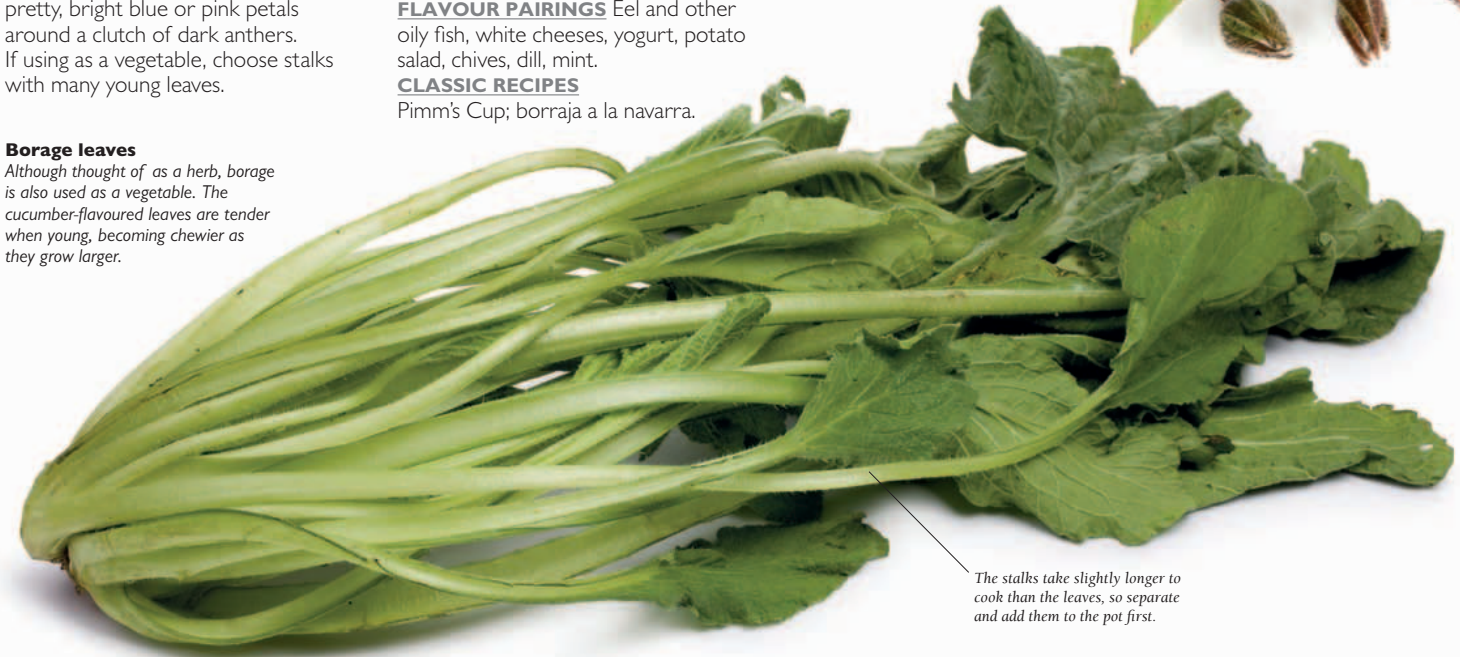 pretty, bright blue or pink petals
around a clutch of dark anthers.
If using as a vegetable, choose stalks
with many young leaves.
Borage leaves
Although thought of as a herb, borage
is also used as a vegetable. The
cucumber-flavoured leaves are tender
when young, becoming chewier as
they grow larger.
FLAVOUR PAIRINGS Eel and other
oily fish, white cheeses, yogurt, potato
salad, chives, dill, mint.
CLASSIC RECIPES
Pimm's Cup; borraja a la navarra.
The stalks take slightly longer to
cook than the leaves, so separate
and add them to the pot first.